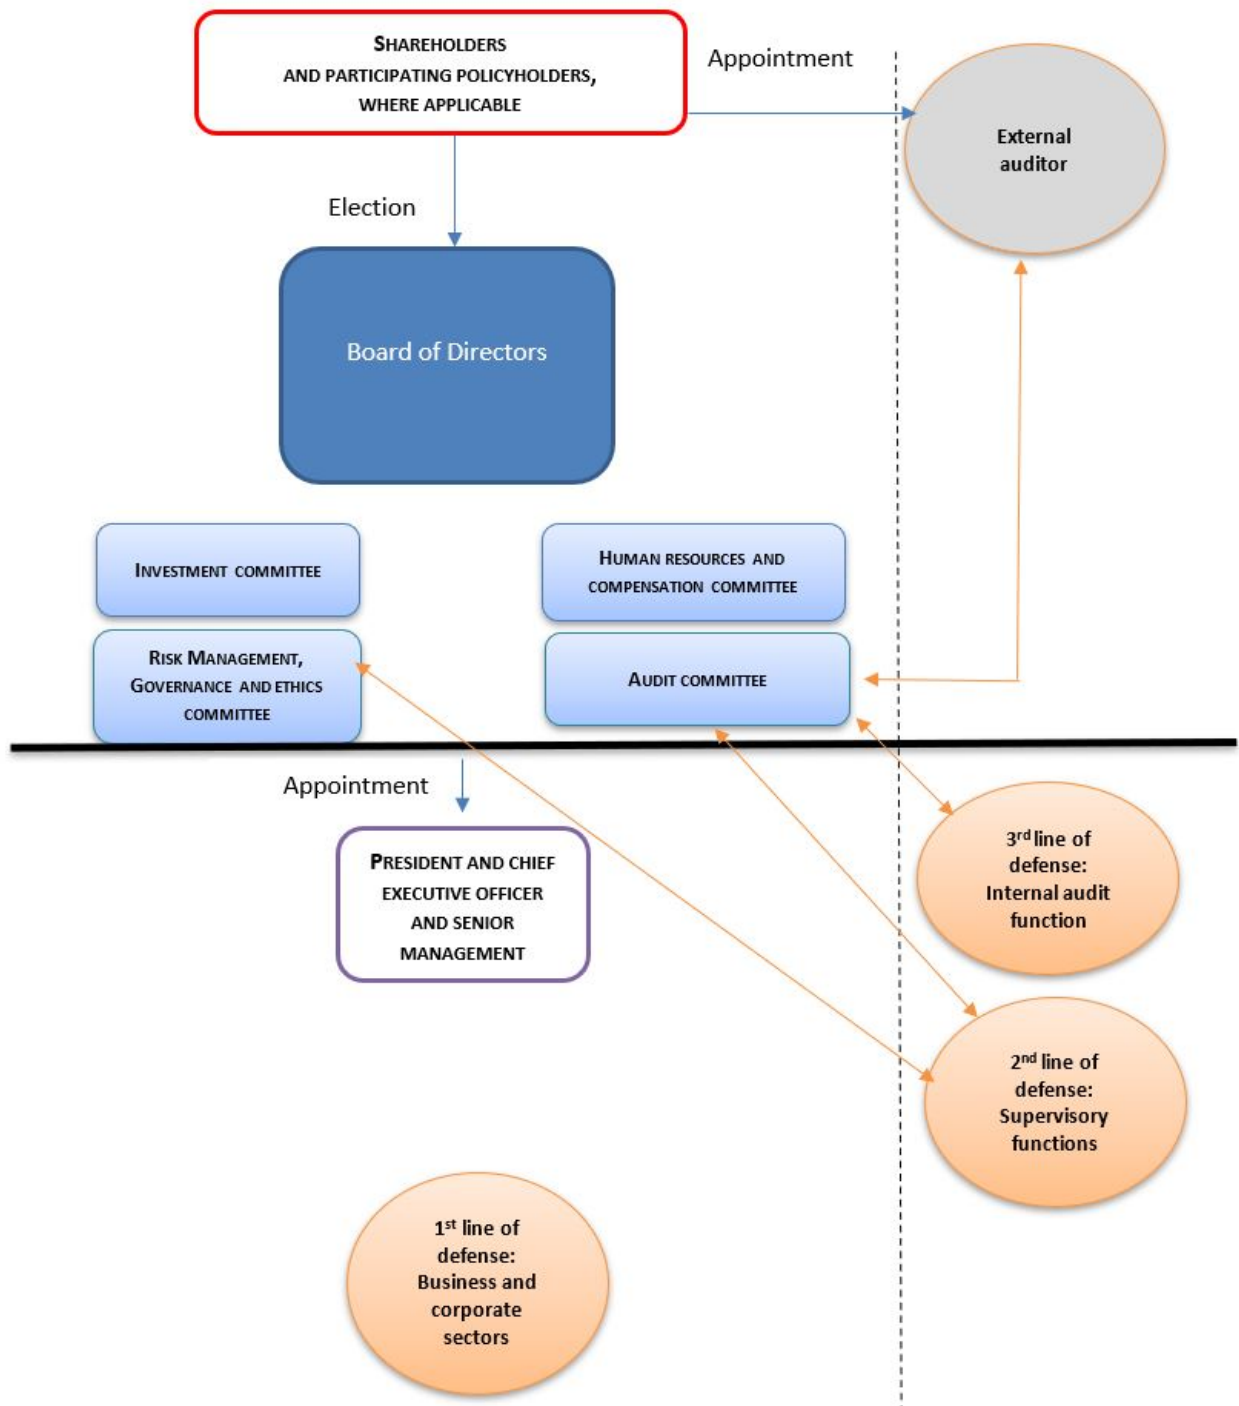 SHAREHOLDERS
AND PARTICIPATING POLICYHOLDERS,
WHERE APPLICABLE
Appointment
External
auditor
Election
Board of Directors
INVESTMENT COMMITTEE
HUMAN RESOURCES AND
COMPENSATION COMMITTEE
RISK MANAGEMENT,
GOVERNANCE AND ETHICS
COMMITTEE
AUDIT COMMITTEE
Appointment
PRESIDENT AND CHIEF
EXECUTIVE OFFICER
AND SENIOR
MANAGEMENT
3rd line of
defense:
Internal audit
function
2nd line of
defense:
Supervisory
functions
1st line of
defense:
Business and
corporate
sectors